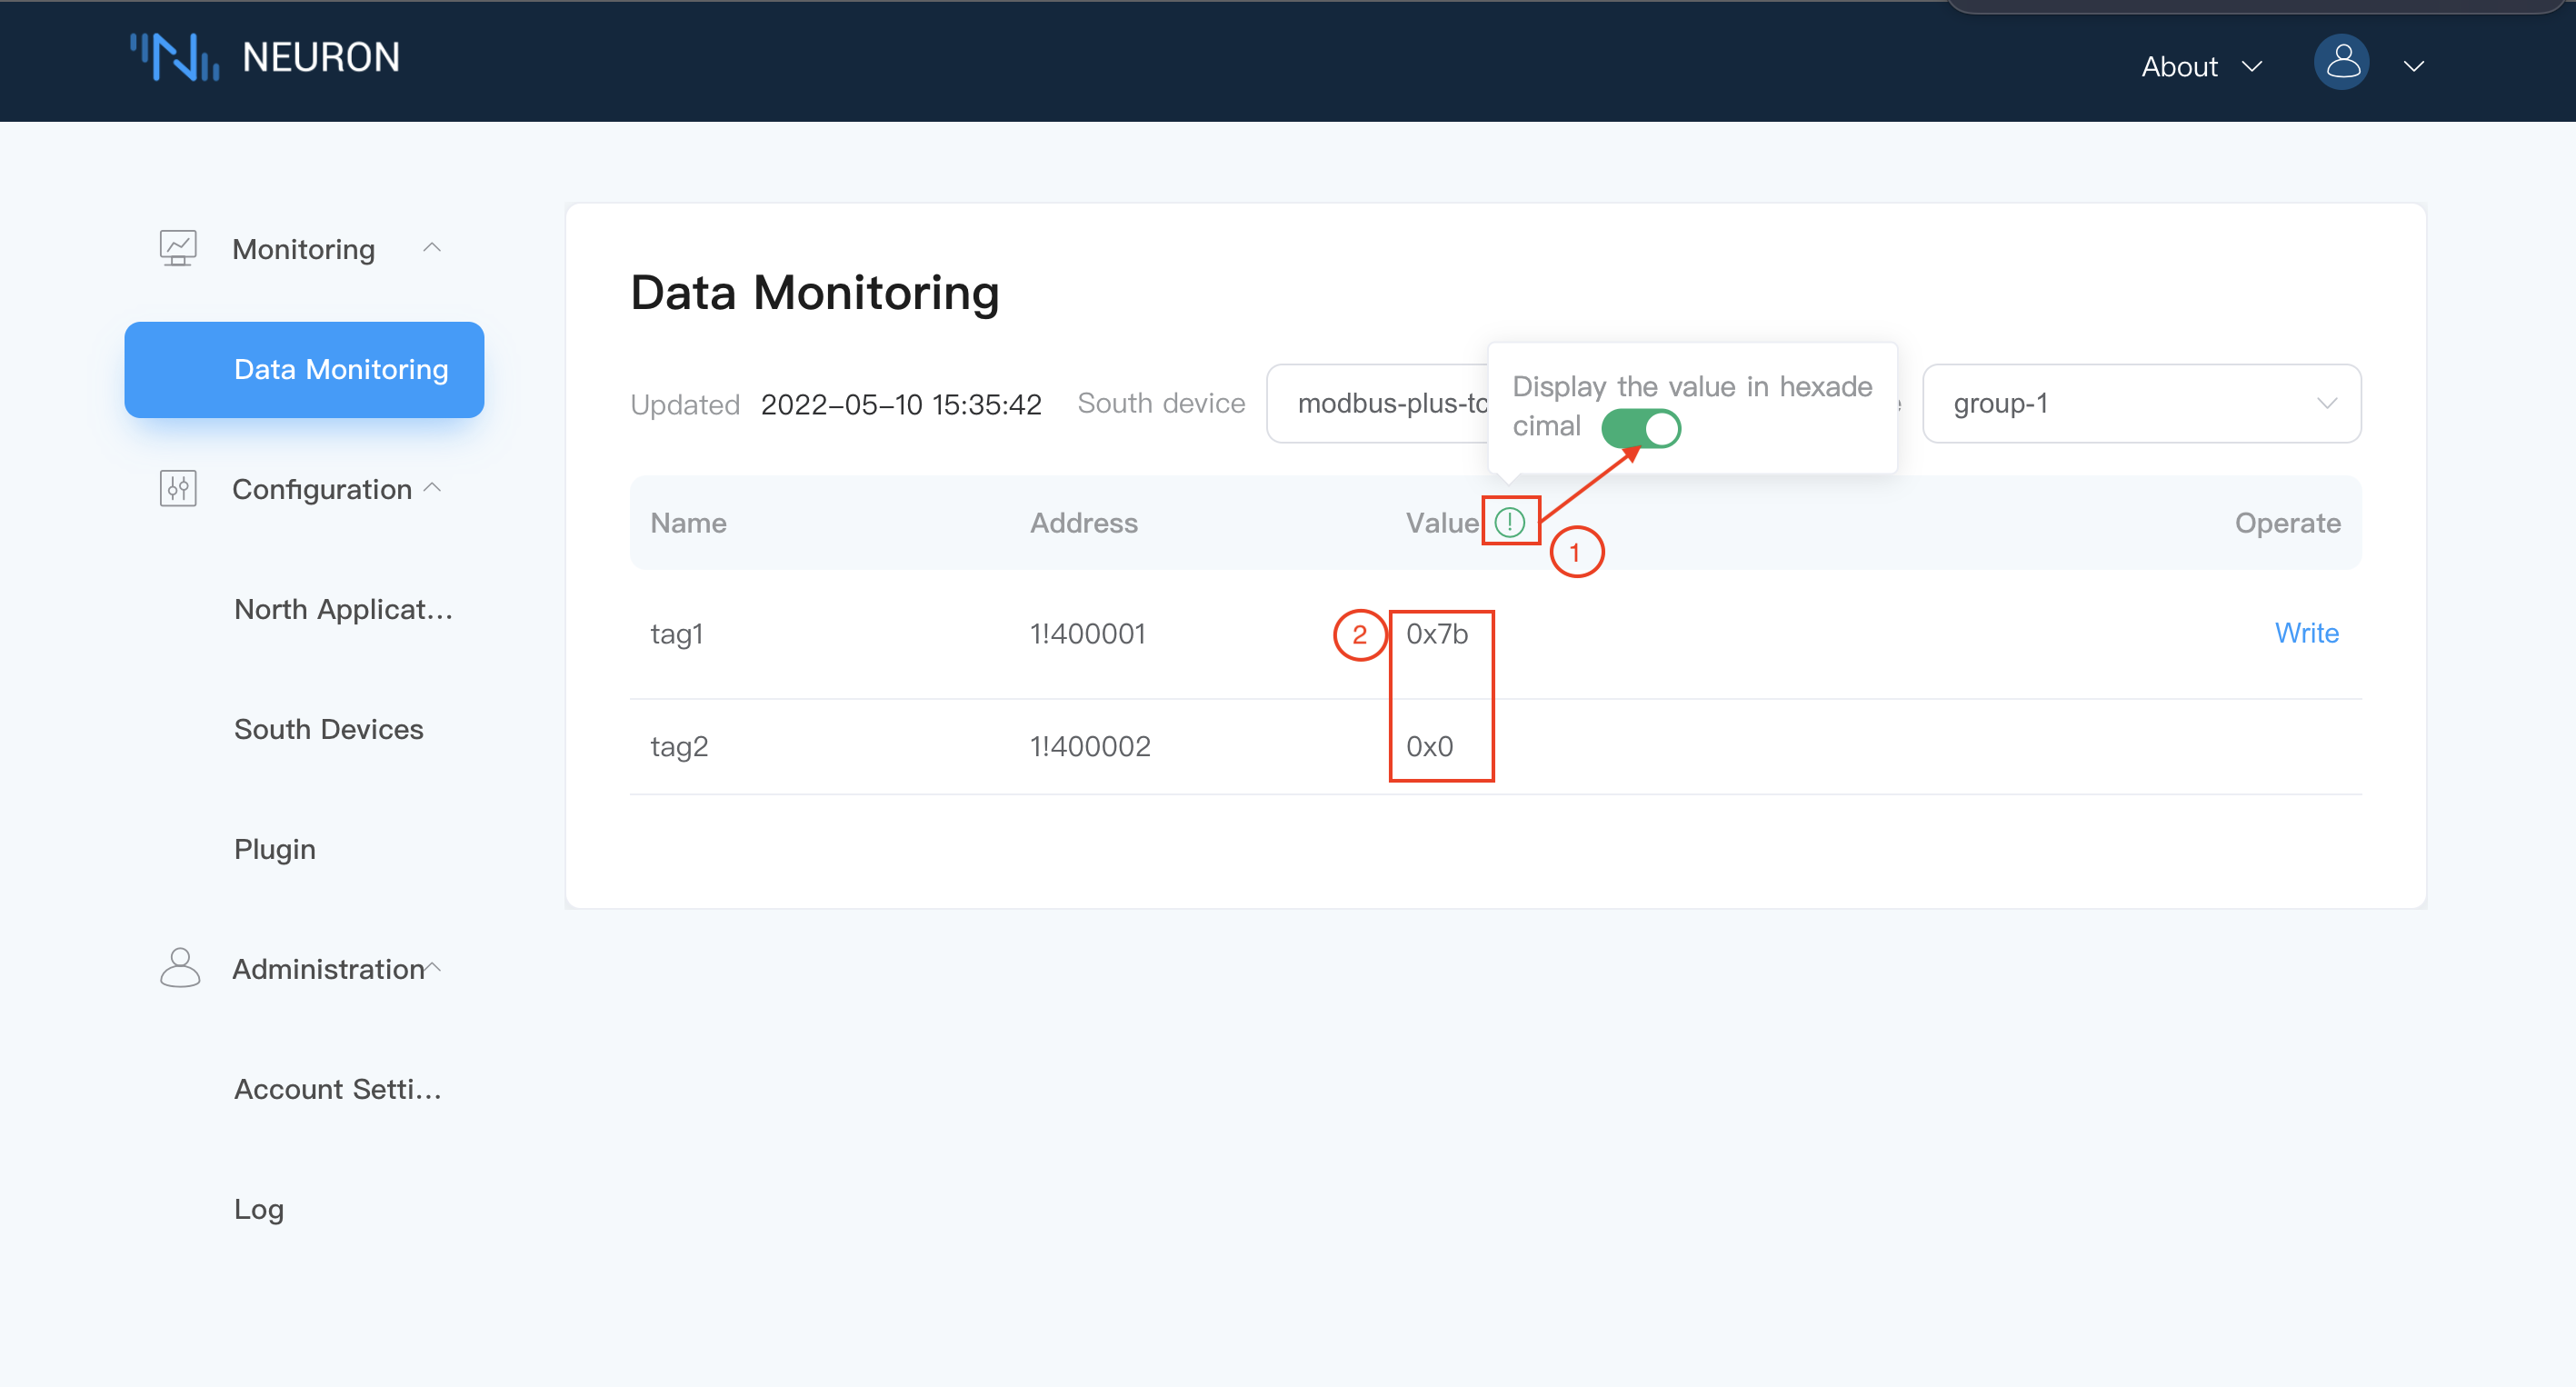 NEURON
About
Monitoring
Data Monitoring
Configuration
North Applicat...
South Devices
Plugin
Administration
Account Setti...
Log
Data Monitoring
Updated 2022-05-10 15:35:42 South device modbus-plus-tc group-1
Display the value in hexade
cimal
Name Address Value Operate
1
tag1 1!400001 2 0x7b Write
tag2 1!400002 0x0